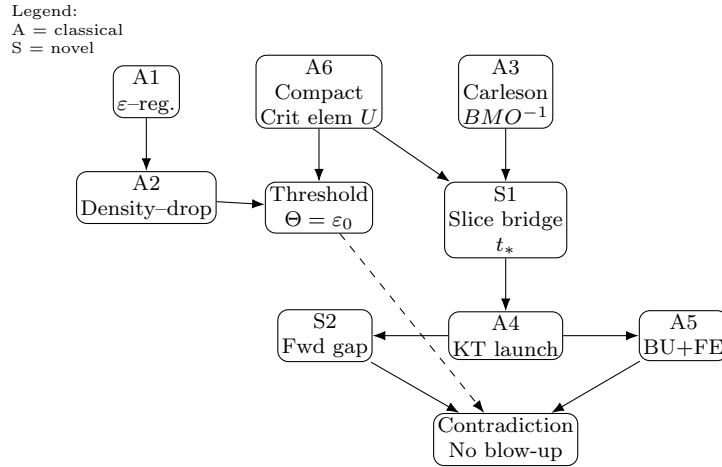 Legend:
A = classical
S = novel
A1
ε–reg.
A6
Compact
Crit elem U
A3
Carleson
BMO⁻¹
A2
Density–drop
Threshold
Θ = ε₀
S1
Slice bridge
t*
S2
Fwd gap
A4
KT launch
A5
BU+FE
Contradiction
No blow-up